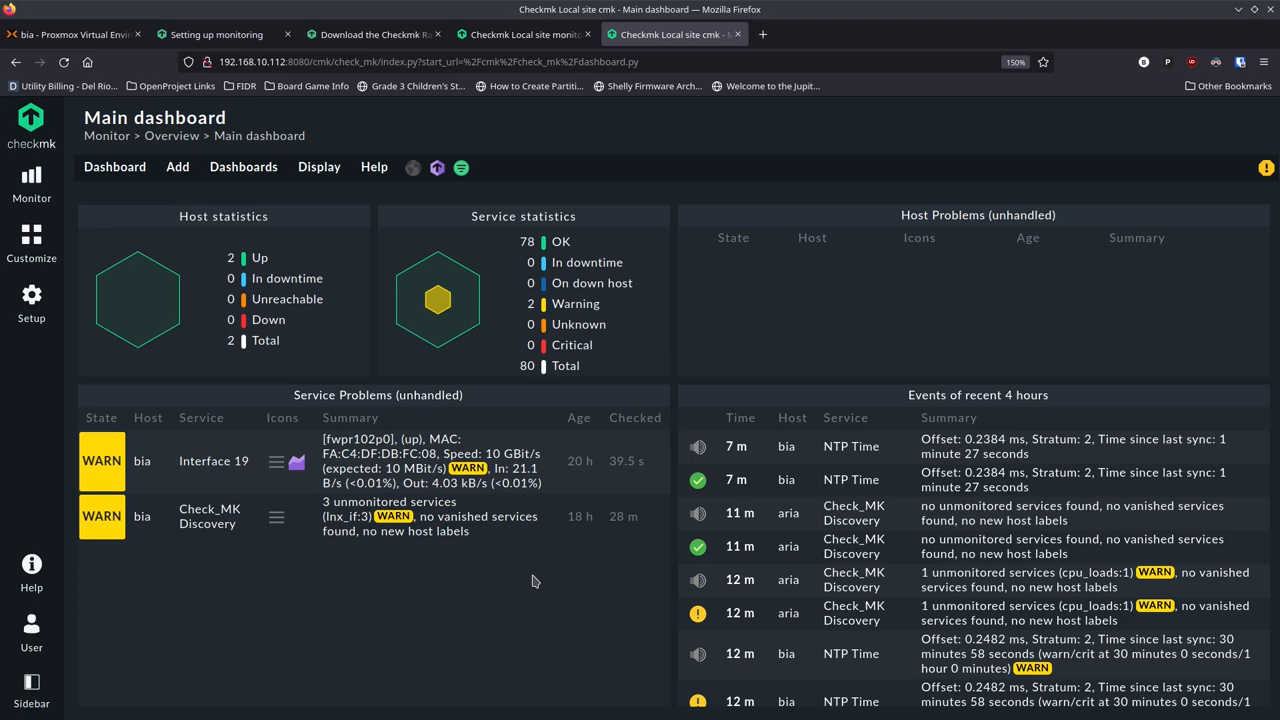 Checkmk Local site cmk - Main dashboard — Mozilla Firefox
bia - Proxmox Virtual Envir
Setting up monitoring
Download the Checkmk Ra
Checkmk Local site monito
Checkmk Local site cmk - M
192.168.10.112:8080/cmk/check_mk/index.py?start_url=%2Fcmk%2Fcheck_mk%2Fdashboard.py
150%
Utility Billing - Del Rio...
OpenProject Links
FIDR
Board Game Info
Grade 3 Children's St...
How to Create Partiti...
Shelly Firmware Arch...
Welcome to the Jupit...
Other Bookmarks
checkmk
Monitor
Customize
Setup
Help
User
Sidebar
Main dashboard
Monitor > Overview > Main dashboard
Dashboard Add Dashboards Display Help
Host statistics
2 Up
0 In downtime
0 Unreachable
0 Down
2 Total
Service statistics
78 OK
0 In downtime
0 On down host
2 Warning
0 Unknown
0 Critical
80 Total
Host Problems (unhandled)
State Host Icons Age Summary
Service Problems (unhandled)
State Host Service Icons Summary Age Checked
WARN bia Interface 19 [fwpr102p0], (up), MAC:
FA:C4:DF:DB:FC:08, Speed: 10 GBit/s
(expected: 10 MBit/s) WARN, In: 21.1
B/s (<0.01%), Out: 4.03 kB/s (<0.01%)
20 h 39.5 s
WARN bia Check_MK Discovery 3 unmonitored services
(lnx_if:3) WARN, no vanished services
found, no new host labels
18 h 28 m
Events of recent 4 hours
Time Host Service Summary
7 m bia NTP Time Offset: 0.2384 ms, Stratum: 2, Time since last sync: 1
minute 27 seconds
7 m bia NTP Time Offset: 0.2384 ms, Stratum: 2, Time since last sync: 1
minute 27 seconds
11 m aria Check_MK Discovery no unmonitored services found, no vanished services
found, no new host labels
11 m aria Check_MK Discovery no unmonitored services found, no vanished services
found, no new host labels
12 m aria Check_MK Discovery 1 unmonitored services (cpu_loads:1) WARN, no vanished
services found, no new host labels
12 m aria Check_MK Discovery 1 unmonitored services (cpu_loads:1) WARN, no vanished
services found, no new host labels
12 m bia NTP Time Offset: 0.2482 ms, Stratum: 2, Time since last sync: 30
minutes 58 seconds (warn/crit at 30 minutes 0 seconds/1
hour 0 minutes) WARN
12 m bia NTP Time Offset: 0.2482 ms, Stratum: 2, Time since last sync: 30
minutes 58 seconds (warn/crit at 30 minutes 0 seconds/1